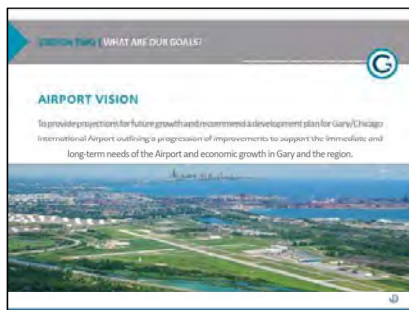 STATION TWO | WHAT ARE OUR GOALS?
G
AIRPORT VISION
To provide projections for future growth and recommend a development plan for Gary/Chicago
International Airport outlining a progression of improvements to support the immediate and
long-term needs of the Airport and economic growth in Gary and the region.